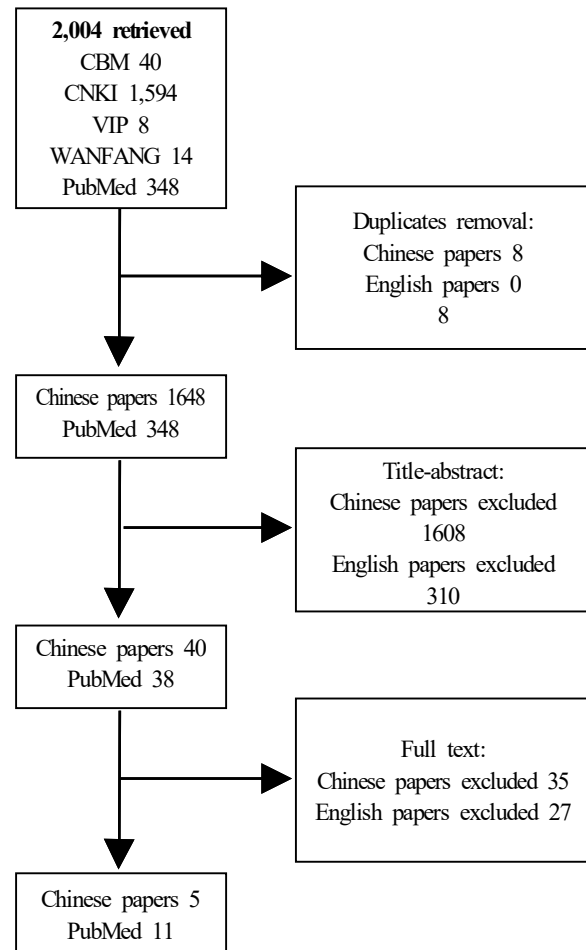 2,004 retrieved
CBM 40
CNKI 1,594
VIP 8
WANFANG 14
PubMed 348
Duplicates removal:
Chinese papers 8
English papers 0
8
Chinese papers 1648
PubMed 348
Title-abstract:
Chinese papers excluded
1608
English papers excluded
310
Chinese papers 40
PubMed 38
Full text:
Chinese papers excluded 35
English papers excluded 27
Chinese papers 5
PubMed 11